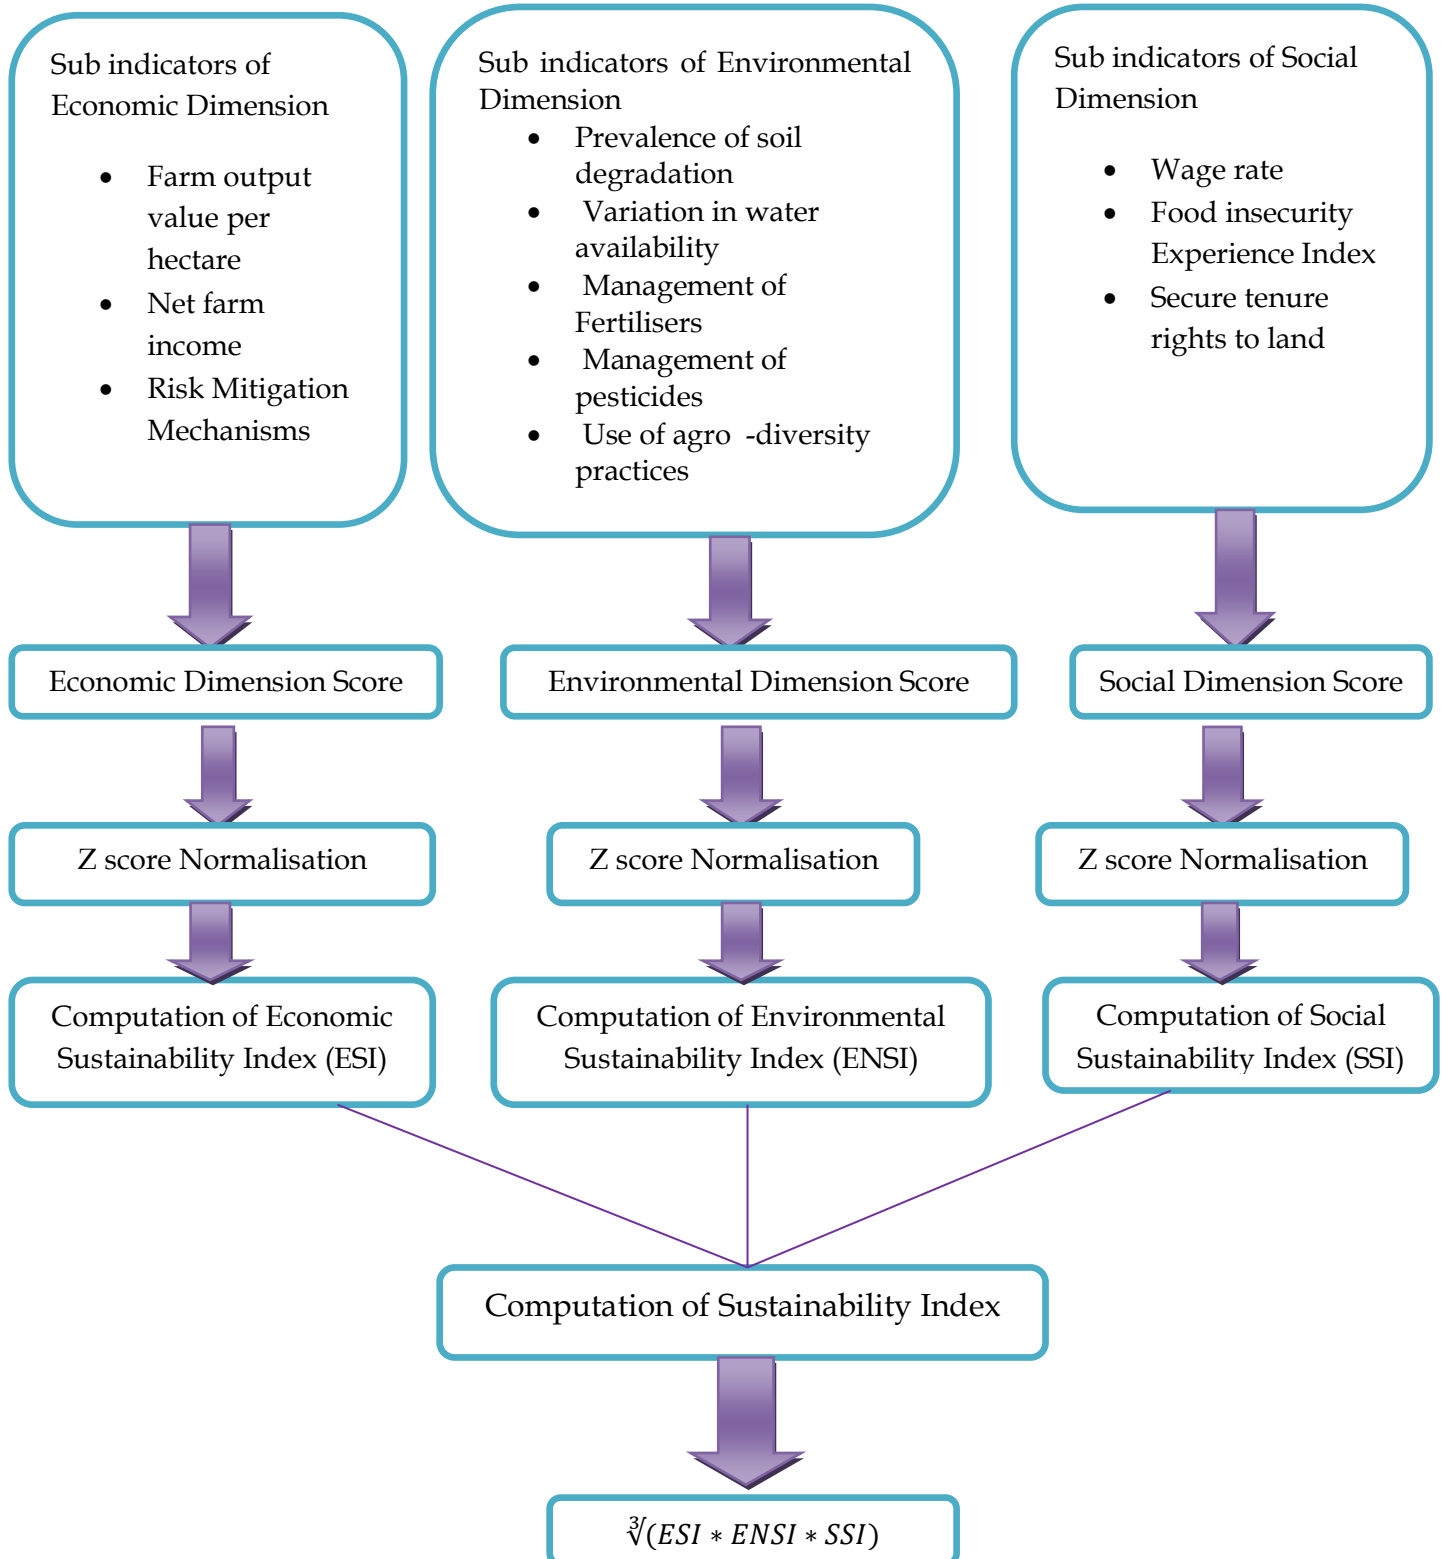 Sub indicators of
Economic Dimension
• Farm output
value per
hectare
• Net farm
income
• Risk Mitigation
Mechanisms
Sub indicators of Environmental
Dimension
• Prevalence of soil
degradation
• Variation in water
availability
• Management of
Fertilisers
• Management of
pesticides
• Use of agro -diversity
practices
Sub indicators of Social
Dimension
• Wage rate
• Food insecurity
Experience Index
• Secure tenure
rights to land
Economic Dimension Score
Environmental Dimension Score
Social Dimension Score
Z score Normalisation
Z score Normalisation
Z score Normalisation
Computation of Economic
Sustainability Index (ESI)
Computation of Environmental
Sustainability Index (ENSI)
Computation of Social
Sustainability Index (SSI)
Computation of Sustainability Index
∛(ESI * ENSI * SSI)